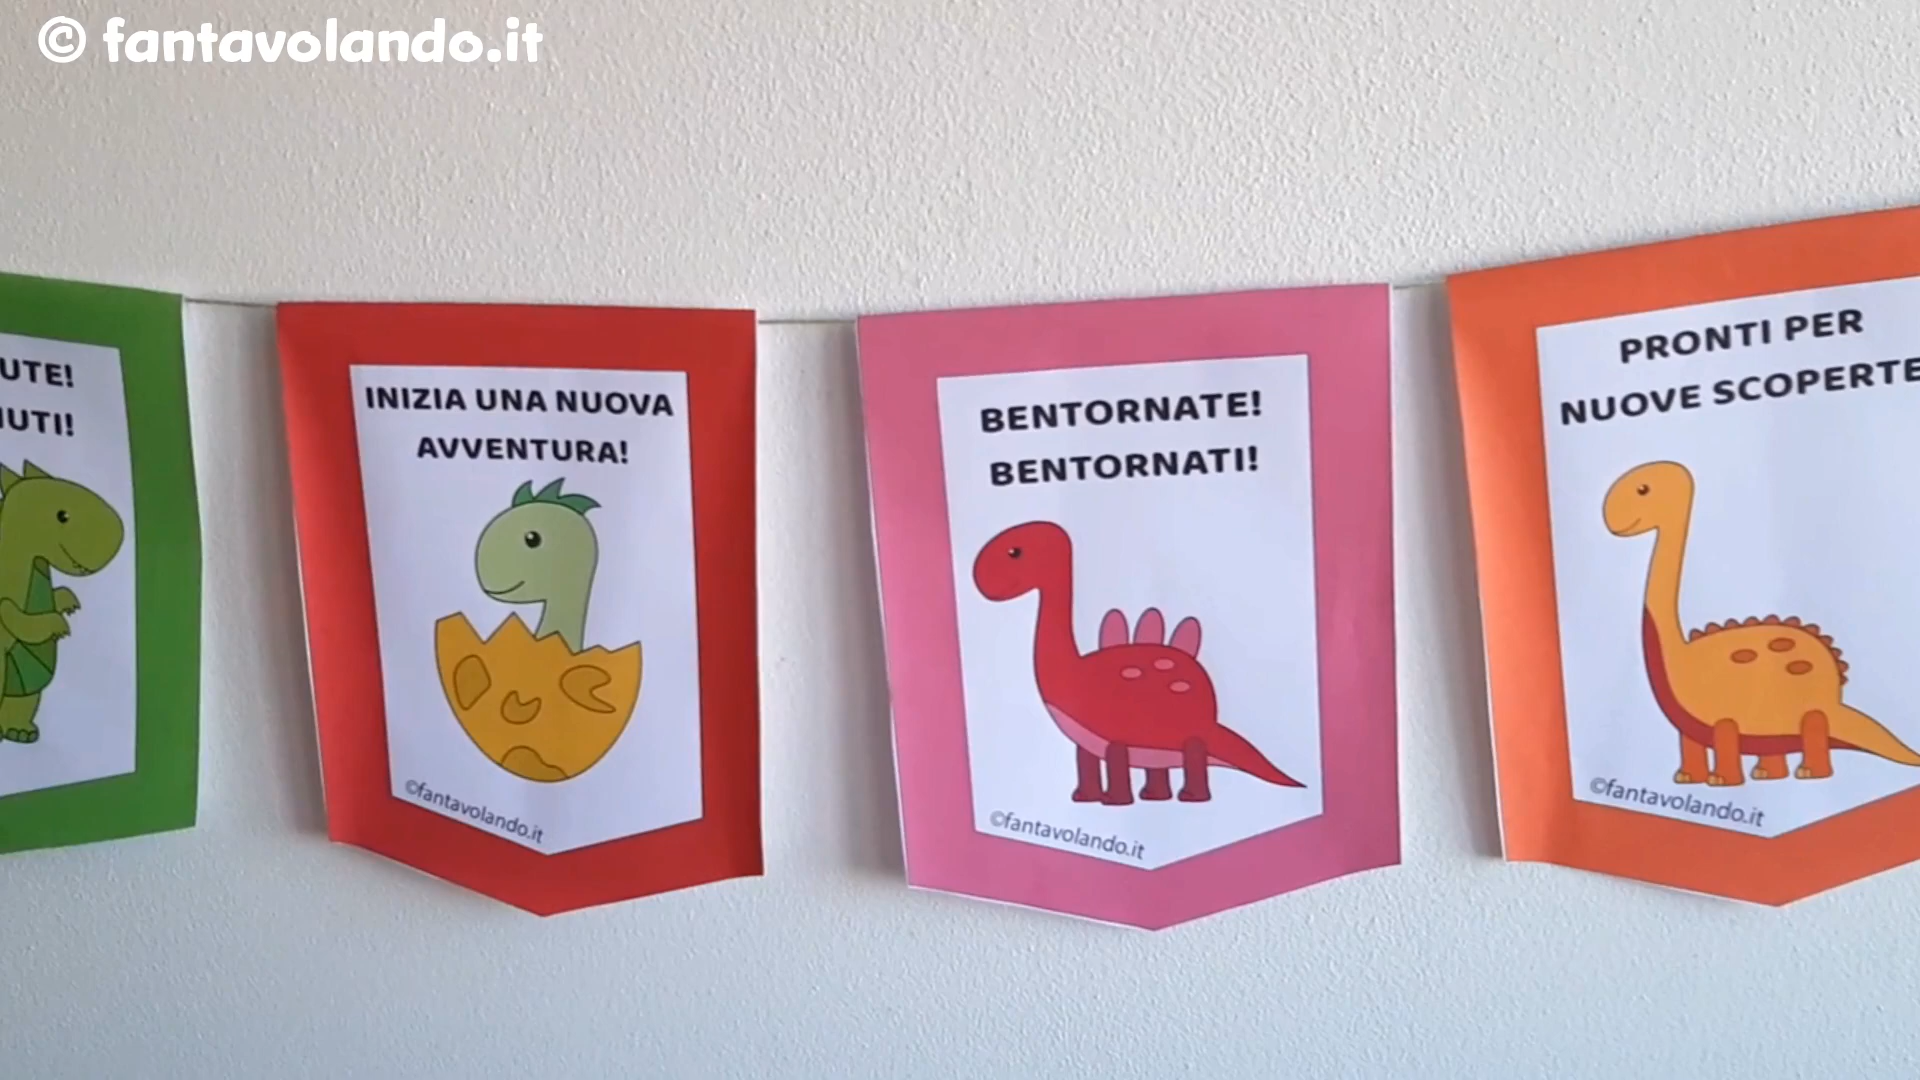 © fantavolando.it
UTE!
UTI!
INIZIA UNA NUOVA
AVVENTURA!
©fantavolando.it
BENTORNATE!
BENTORNATI!
©fantavolando.it
PRONTI PER
NUOVE SCOPERTE
©fantavolando.it